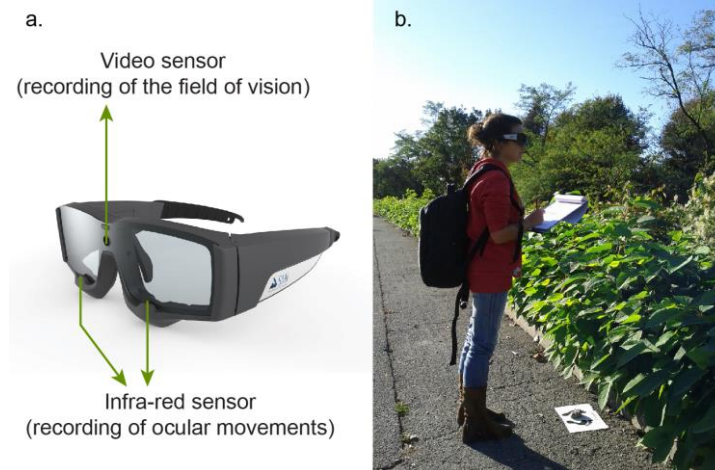 a.
Video sensor
(recording of the field of vision)
Infra-red sensor
(recording of ocular movements)
b.